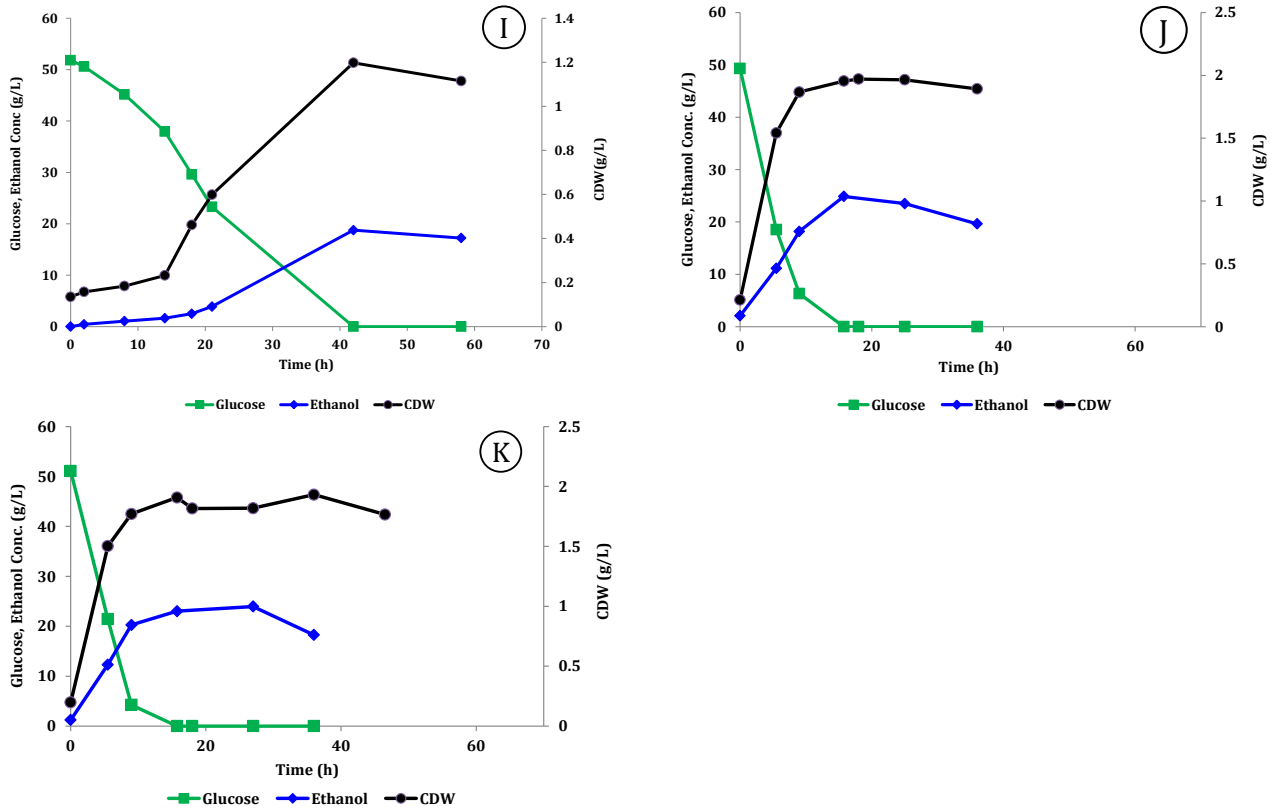 I
Glucose, Ethanol Conc (g/L)
60
50
40
30
20
10
0
1.4
1.2
1
0.8
0.6
0.4
0.2
0
CDW(g/L)
0 10 20 30 40 50 60 70
Time (h)
Glucose Ethanol CDW
J
Glucose, Ethanol Conc. (g/L)
60
50
40
30
20
10
0
2.5
2
1.5
1
0.5
0
CDW (g/L)
0 20 40 60
Time (h)
Glucose Ethanol CDW
K
Glucose, Ethanol Conc. (g/L)
60
50
40
30
20
10
0
2.5
2
1.5
1
0.5
0
CDW (g/L)
0 20 40 60
Time (h)
Glucose Ethanol CDW